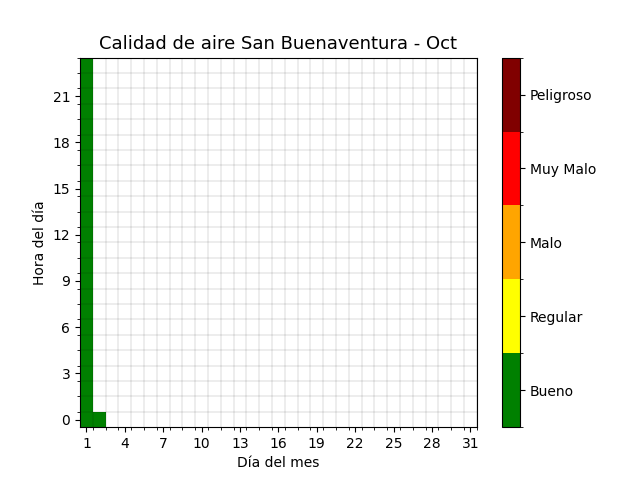 Calidad de aire San Buenaventura - Oct
Hora del día
21
18
15
12
9
6
3
0
1 4 7 10 13 16 19 22 25 28 31
Día del mes
Peligroso
Muy Malo
Malo
Regular
Bueno